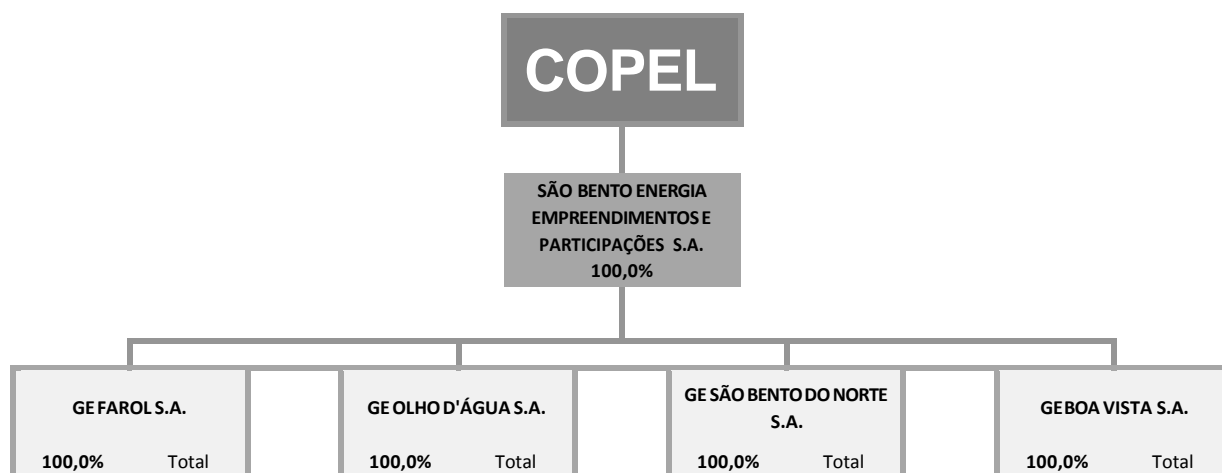 COPEL
SÃO BENTO ENERGIA
EMPREENDIMENTOS E
PARTICIPAÇÕES S.A.
100,0%
GE FAROL S.A.
100,0% Total
GE OLHO D'ÁGUA S.A.
100,0% Total
GE SÃO BENTO DO NORTE
S.A.
100,0% Total
GE BOA VISTA S.A.
100,0% Total